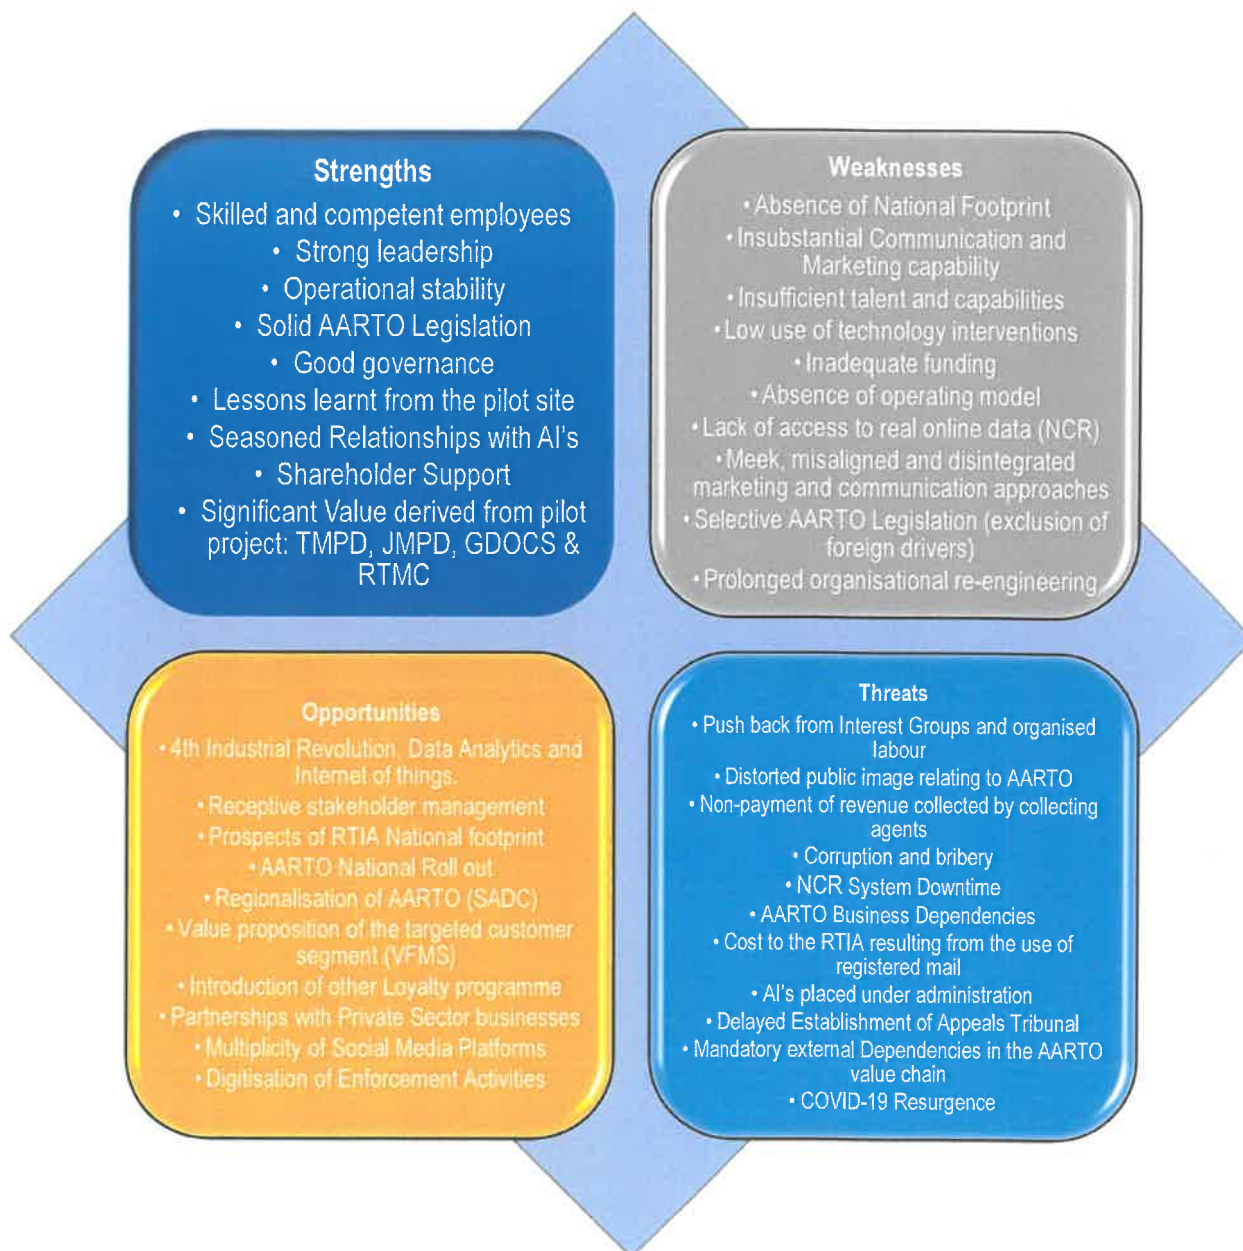 Strengths
• Skilled and competent employees
• Strong leadership
• Operational stability
• Solid AARTO Legislation
• Good governance
• Lessons learnt from the pilot site
• Seasoned Relationships with AI's
• Shareholder Support
• Significant Value derived from pilot
project: TMPD, JMPD, GDOCS &
RTMC
Weaknesses
• Absence of National Footprint
• Insubstantial Communication and
Marketing capability
• Insufficient talent and capabilities
• Low use of technology interventions
• Inadequate funding
• Absence of operating model
• Lack of access to real online data (NCR)
• Meek, misaligned and disintegrated
marketing and communication approaches
• Selective AARTO Legislation (exclusion of
foreign drivers)
• Prolonged organisational re-engineering
Opportunities
• 4th Industrial Revolution, Data Analytics and
Internet of things.
• Receptive stakeholder management
• Prospects of RTIA National footprint
• AARTO National Roll out
• Regionalisation of AARTO (SADC)
• Value proposition of the targeted customer
segment (VFMS)
• Introduction of other Loyalty programme
• Partnerships with Private Sector businesses
• Multiplicity of Social Media Platforms
• Digitisation of Enforcement Activities
Threats
• Push back from Interest Groups and organised
labour
• Distorted public image relating to AARTO
• Non-payment of revenue collected by collecting
agents
• Corruption and bribery
• NCR System Downtime
• AARTO Business Dependencies
• Cost to the RTIA resulting from the use of
registered mail
• AI's placed under administration
• Delayed Establishment of Appeals Tribunal
• Mandatory external Dependencies in the AARTO
value chain
• COVID-19 Resurgence